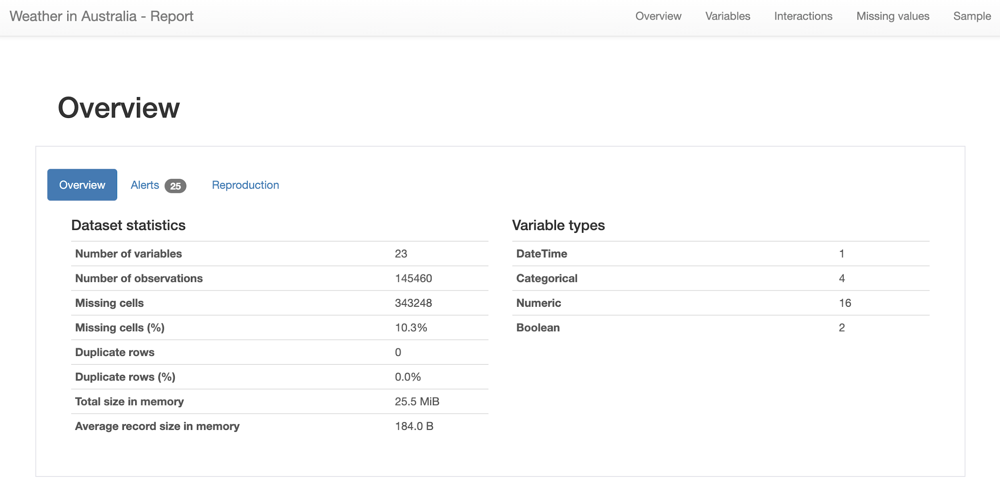 Weather in Australia - Report
Overview Variables Interactions Missing values Sample
Overview
Overview Alerts 25 Reproduction
Dataset statistics
Number of variables 23
Number of observations 145460
Missing cells 343248
Missing cells (%) 10.3%
Duplicate rows 0
Duplicate rows (%) 0.0%
Total size in memory 25.5 MiB
Average record size in memory 184.0 B
Variable types
DateTime 1
Categorical 4
Numeric 16
Boolean 2